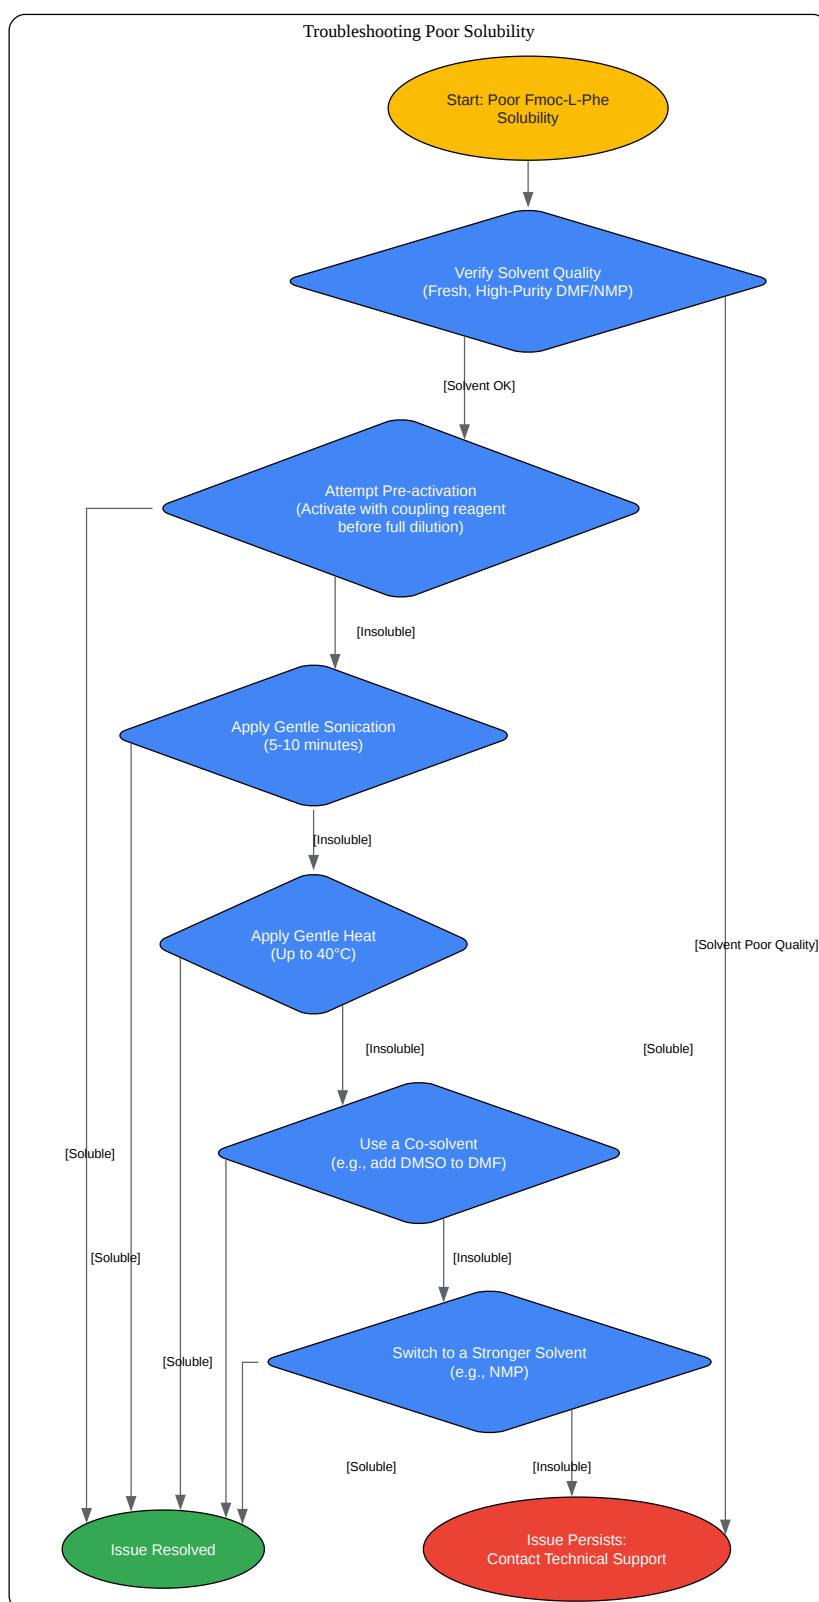 Troubleshooting Poor Solubility
Start: Poor Fmoc-L-Phe
Solubility
Verify Solvent Quality
(Fresh, High-Purity DMF/NMP)
[Solvent OK]
Attempt Pre-activation
(Activate with coupling reagent
before full dilution)
[Insoluble]
Apply Gentle Sonication
(5-10 minutes)
[Insoluble]
Apply Gentle Heat
(Up to 40°C)
[Solvent Poor Quality]
[Insoluble]
[Soluble]
Use a Co-solvent
(e.g., add DMSO to DMF)
[Soluble]
[Soluble]
[Insoluble]
Switch to a Stronger Solvent
(e.g., NMP)
[Soluble]
[Soluble]
[Insoluble]
Issue Resolved
Issue Persists:
Contact Technical Support